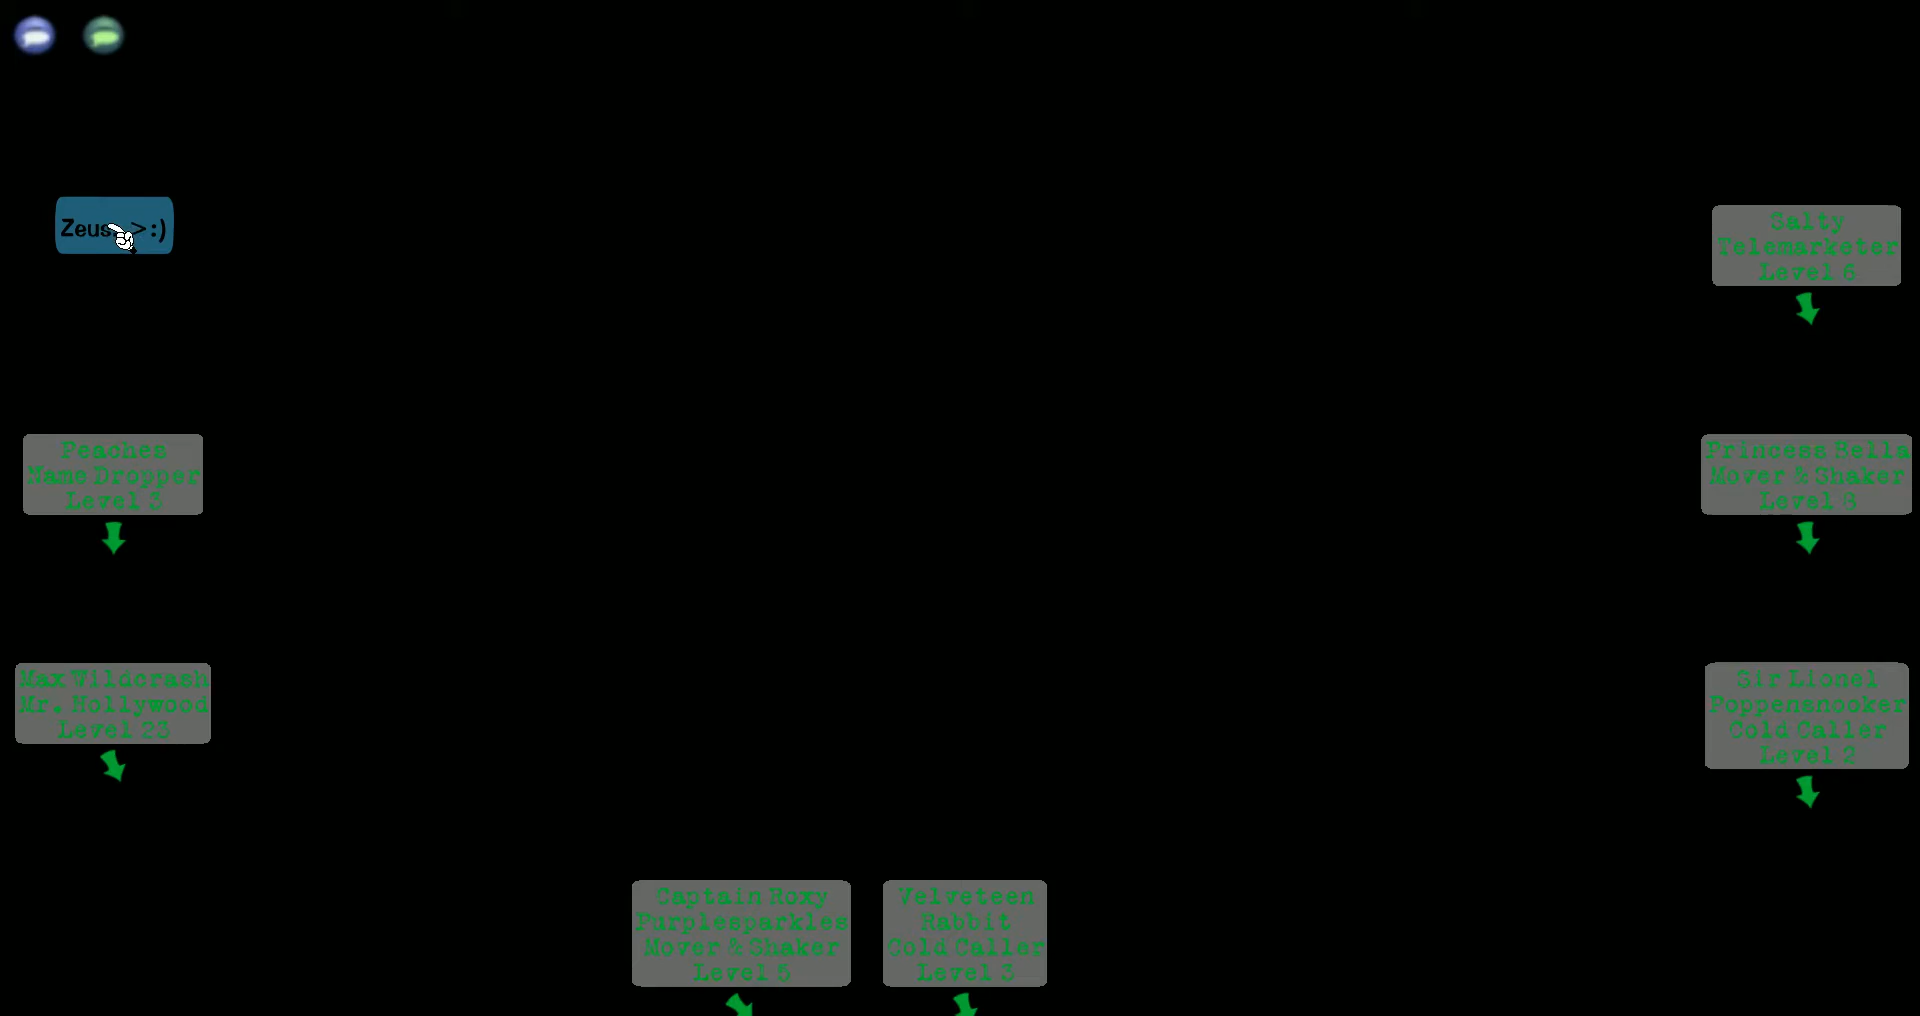 Zeus. >:)
Salty
Telemarketer
Level 6
Peaches
Name Dropper
Level 3
Princess Bella
Mover & Shaker
Level 8
Max Wildcrash
Mr. Hollywood
Level 23
Sir Lionel
Poppensnooker
Cold Caller
Level 2
Captain Roxy
Purplesparkles
Mover & Shaker
Level 5
Velveteen
Rabbit
Cold Caller
Level 3